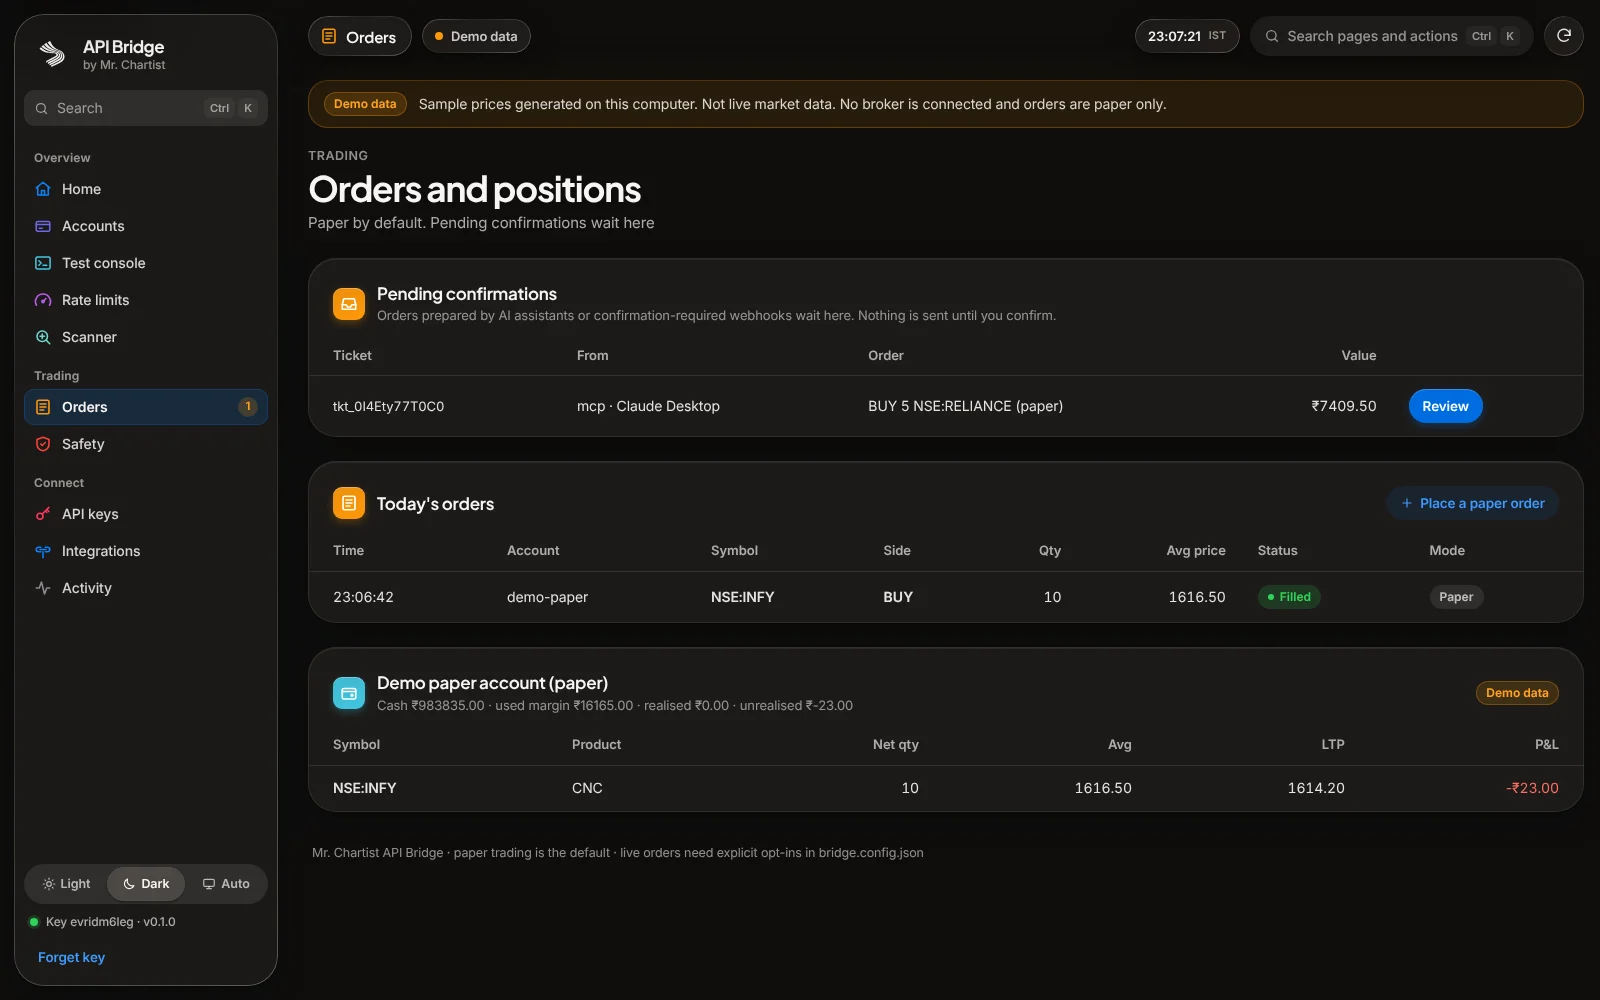 API Bridge
by Mr. Chartist
Search Ctrl K
Overview
Home
Accounts
Test console
Rate limits
Scanner
Trading
Orders 1
Safety
Connect
API keys
Integrations
Activity
Light Dark Auto
Key evridm6leg · v0.1.0
Forget key
Orders Demo data 23:07:21 IST Search pages and actions Ctrl K
Demo data Sample prices generated on this computer. Not live market data. No broker is connected and orders are paper only.
TRADING
Orders and positions
Paper by default. Pending confirmations wait here
Pending confirmations
Orders prepared by AI assistants or confirmation-required webhooks wait here. Nothing is sent until you confirm.
Ticket From Order Value
tkt_0I4Ety77T0C0 mcp · Claude Desktop BUY 5 NSE:RELIANCE (paper) ₹7409.50 Review
Today's orders + Place a paper order
Time Account Symbol Side Qty Avg price Status Mode
23:06:42 demo-paper NSE:INFY BUY 10 1616.50 Filled Paper
Demo paper account (paper)
Cash ₹983835.00 · used margin ₹16165.00 · realised ₹0.00 · unrealised ₹-23.00
Demo data
Symbol Product Net qty Avg LTP P&L
NSE:INFY CNC 10 1616.50 1614.20 -₹23.00
Mr. Chartist API Bridge · paper trading is the default · live orders need explicit opt-ins in bridge.config.json